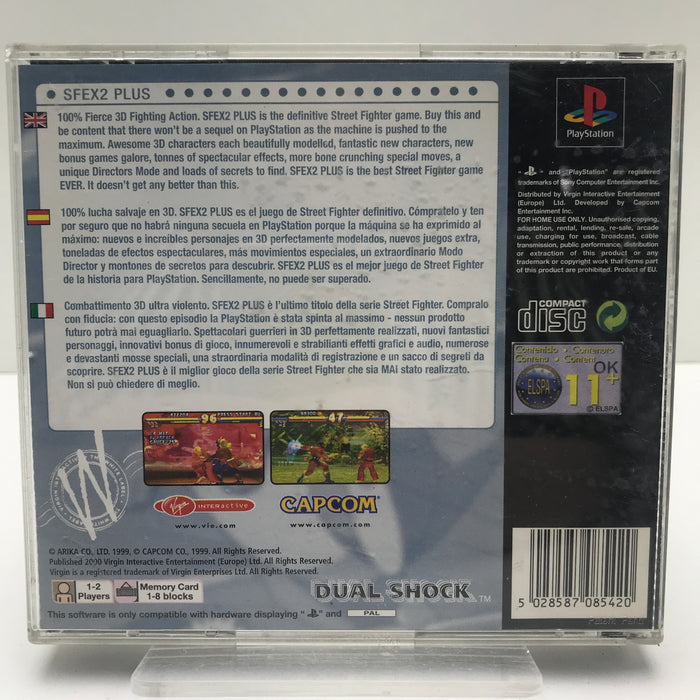 SFEX2 PLUS
100% Fierce 3D Fighting Action. SFEX2 PLUS is the definitive Street Fighter game. Buy this and
be content that there won't be a sequel on PlayStation as the machine is pushed to the
maximum. Awesome 3D characters each beautifully modelled, fantastic new characters, new
bonus games galore, tonnes of spectacular effects, more bone crunching special moves, a
unique Directors Mode and loads of secrets to find. SFEX2 PLUS is the best Street Fighter game
EVER. It doesn't get any better than this.
100% lucha salvaje en 3D. SFEX2 PLUS es el juego de Street Fighter definitivo. Cómpratelo y ten
por seguro que no habrá ninguna secuela en PlayStation porque la máquina se ha exprimido al
máximo: nuevos e increíbles personajes en 3D perfectamente modelados, nuevos juegos extra,
toneladas de efectos espectaculares, más movimientos especiales, un extraordinario Modo
Director y montones de secretos para descubrir. SFEX2 PLUS es el mejor juego de Street Fighter
de la historia para PlayStation. Sencillamente, no puede ser superado.
Combattimento 3D ultra violento. SFEX2 PLUS è l'ultimo titolo della serie Street Fighter. Compralo
con fiducia: con questo episodio la PlayStation è stata spinta al massimo - nessun prodotto
futuro potrà mai eguagliarlo. Spettacolari guerrieri in 3D perfettamente realizzati, nuovi fantastici
personaggi, innovativi bonus di gioco, innumerevoli e strabilianti effetti grafici e audio, numerose
e devastanti mosse speciali, una straordinaria modalità di registrazione e un sacco di segreti da
scoprire. SFEX2 PLUS è il miglior gioco della serie Street Fighter che sia MAI stato realizzato.
Non si può chiedere di meglio.
96
47
Virgin INTERACTIVE
www.vie.com
CAPCOM
www.capcom.com
© ARIKA CO, LTD. 1999, © CAPCOM CO., 1999. All Rights Reserved.
Published 2000 Virgin Interactive Entertainment (Europe) Ltd. All Rights Reserved.
Virgin is a registered trademark of Virgin Enterprises Ltd. All Rights Reserved.
1-2
Players
Memory Card
1-8 blocks
DUAL SHOCK™
This software is only compatible with hardware displaying " " and PAL
PlayStation
" " and "PlayStation" are registered
trademarks of Sony Computer Entertainment Inc.
Distributed by Virgin Interactive Entertainment
(Europe) Ltd. Developed by Capcom
Entertainment Inc.
FOR HOME USE ONLY. Unauthorised copying,
adaptation, rental, lending, re-sale, arcade
use, charging for use, broadcast, cable
transmission, public performance, distribution
or extraction of this product or any
trademark or copyright work that forms part of
this product are prohibited. Product of EU.
COMPACT
disc
Contenido • Contenuto
Contenu • Content
ELSPA
11+
OK
© ELSPA
5 028587 085420